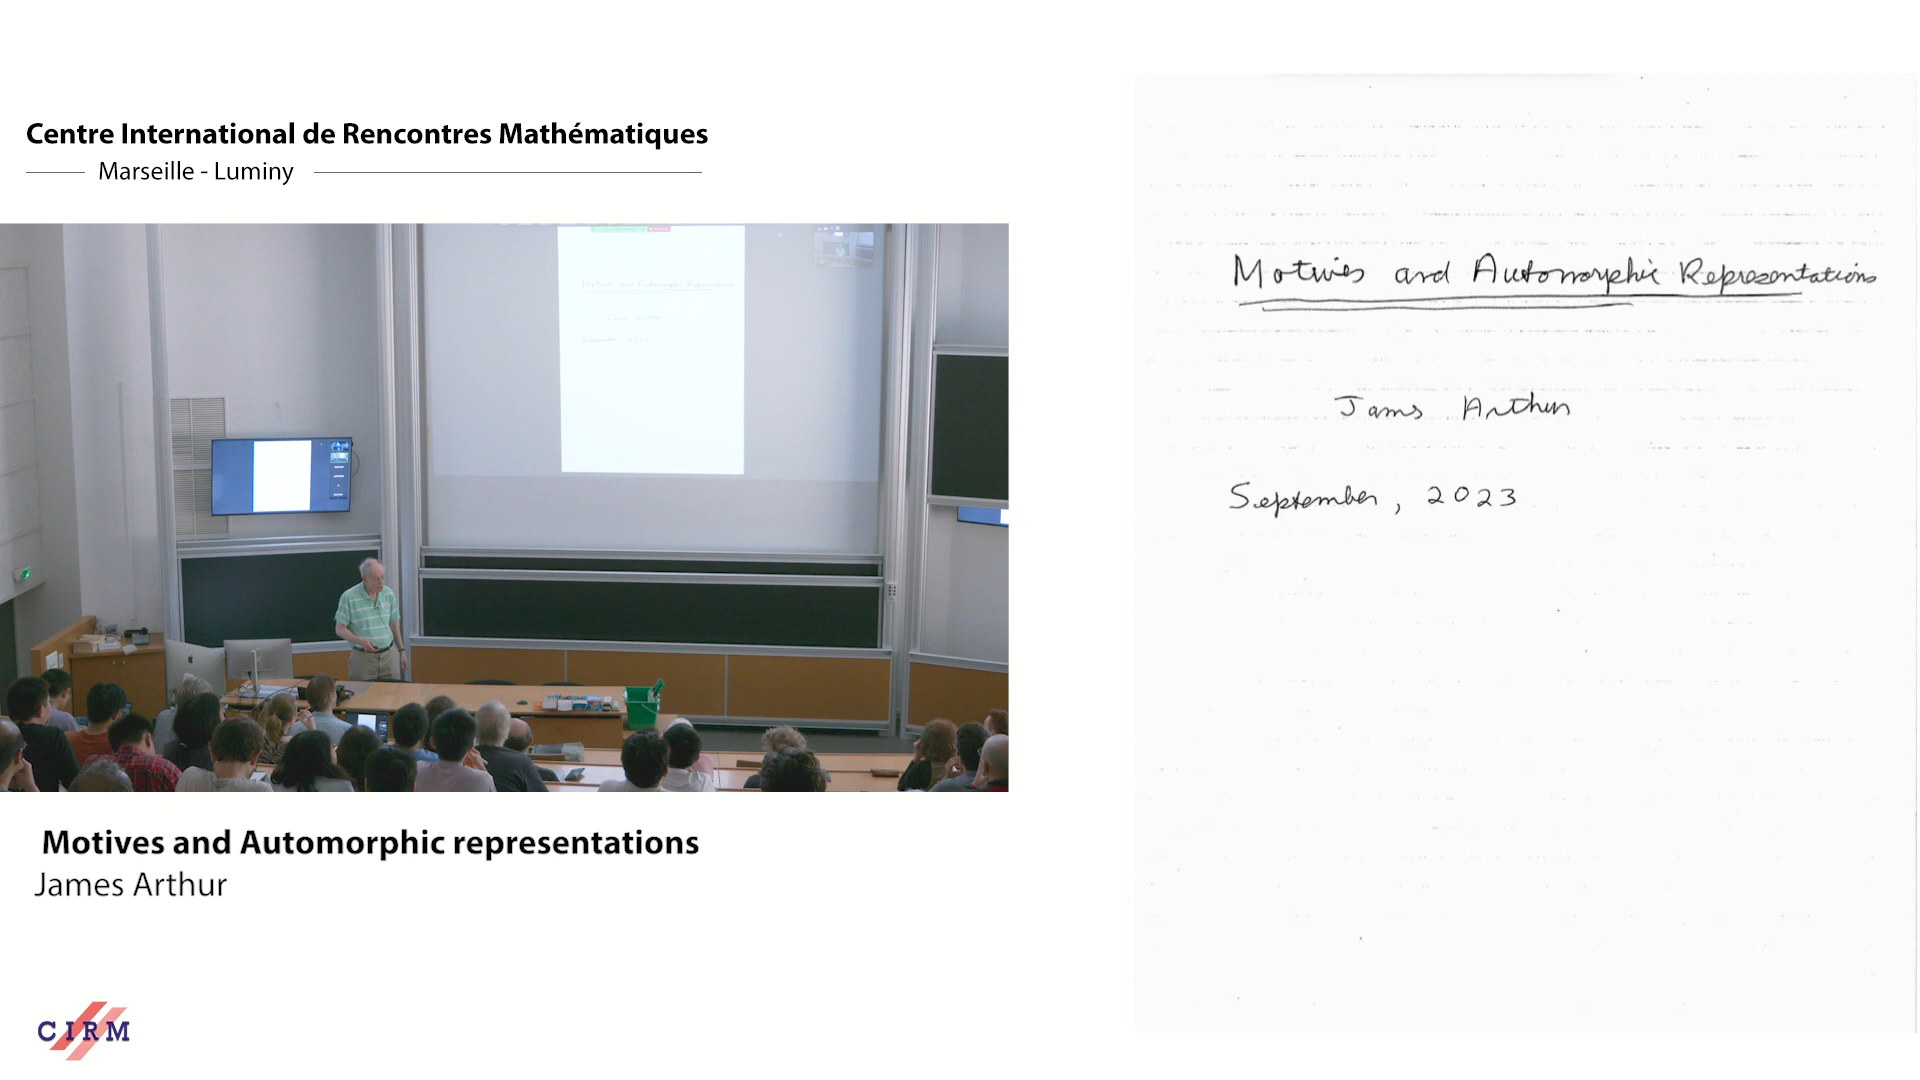 Centre International de Rencontres Mathématiques
Marseille - Luminy
Motives and Automorphic representations
James Arthur
CIRM
Motives and Automorphic Representations
James Arthur
September, 2023